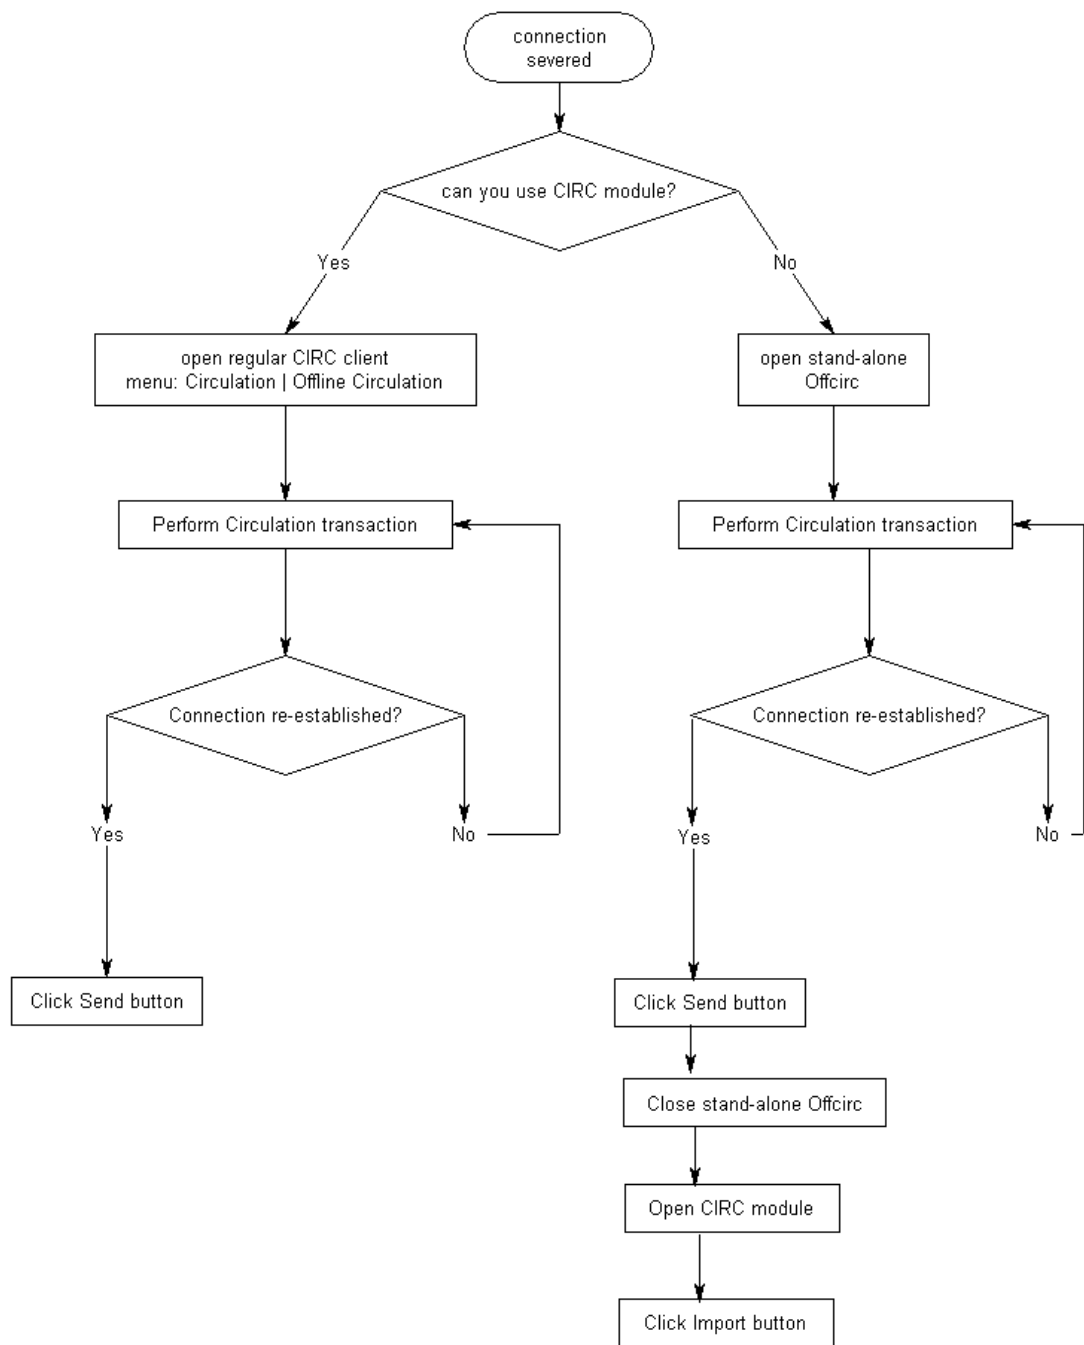 connection
severed
can you use CIRC module?
Yes
No
open regular CIRC client
menu: Circulation | Offline Circulation
open stand-alone
Offcirc
Perform Circulation transaction
Perform Circulation transaction
Connection re-established?
Connection re-established?
Yes
No
Yes
No
Click Send button
Click Send button
Close stand-alone Offcirc
Open CIRC module
Click Import button